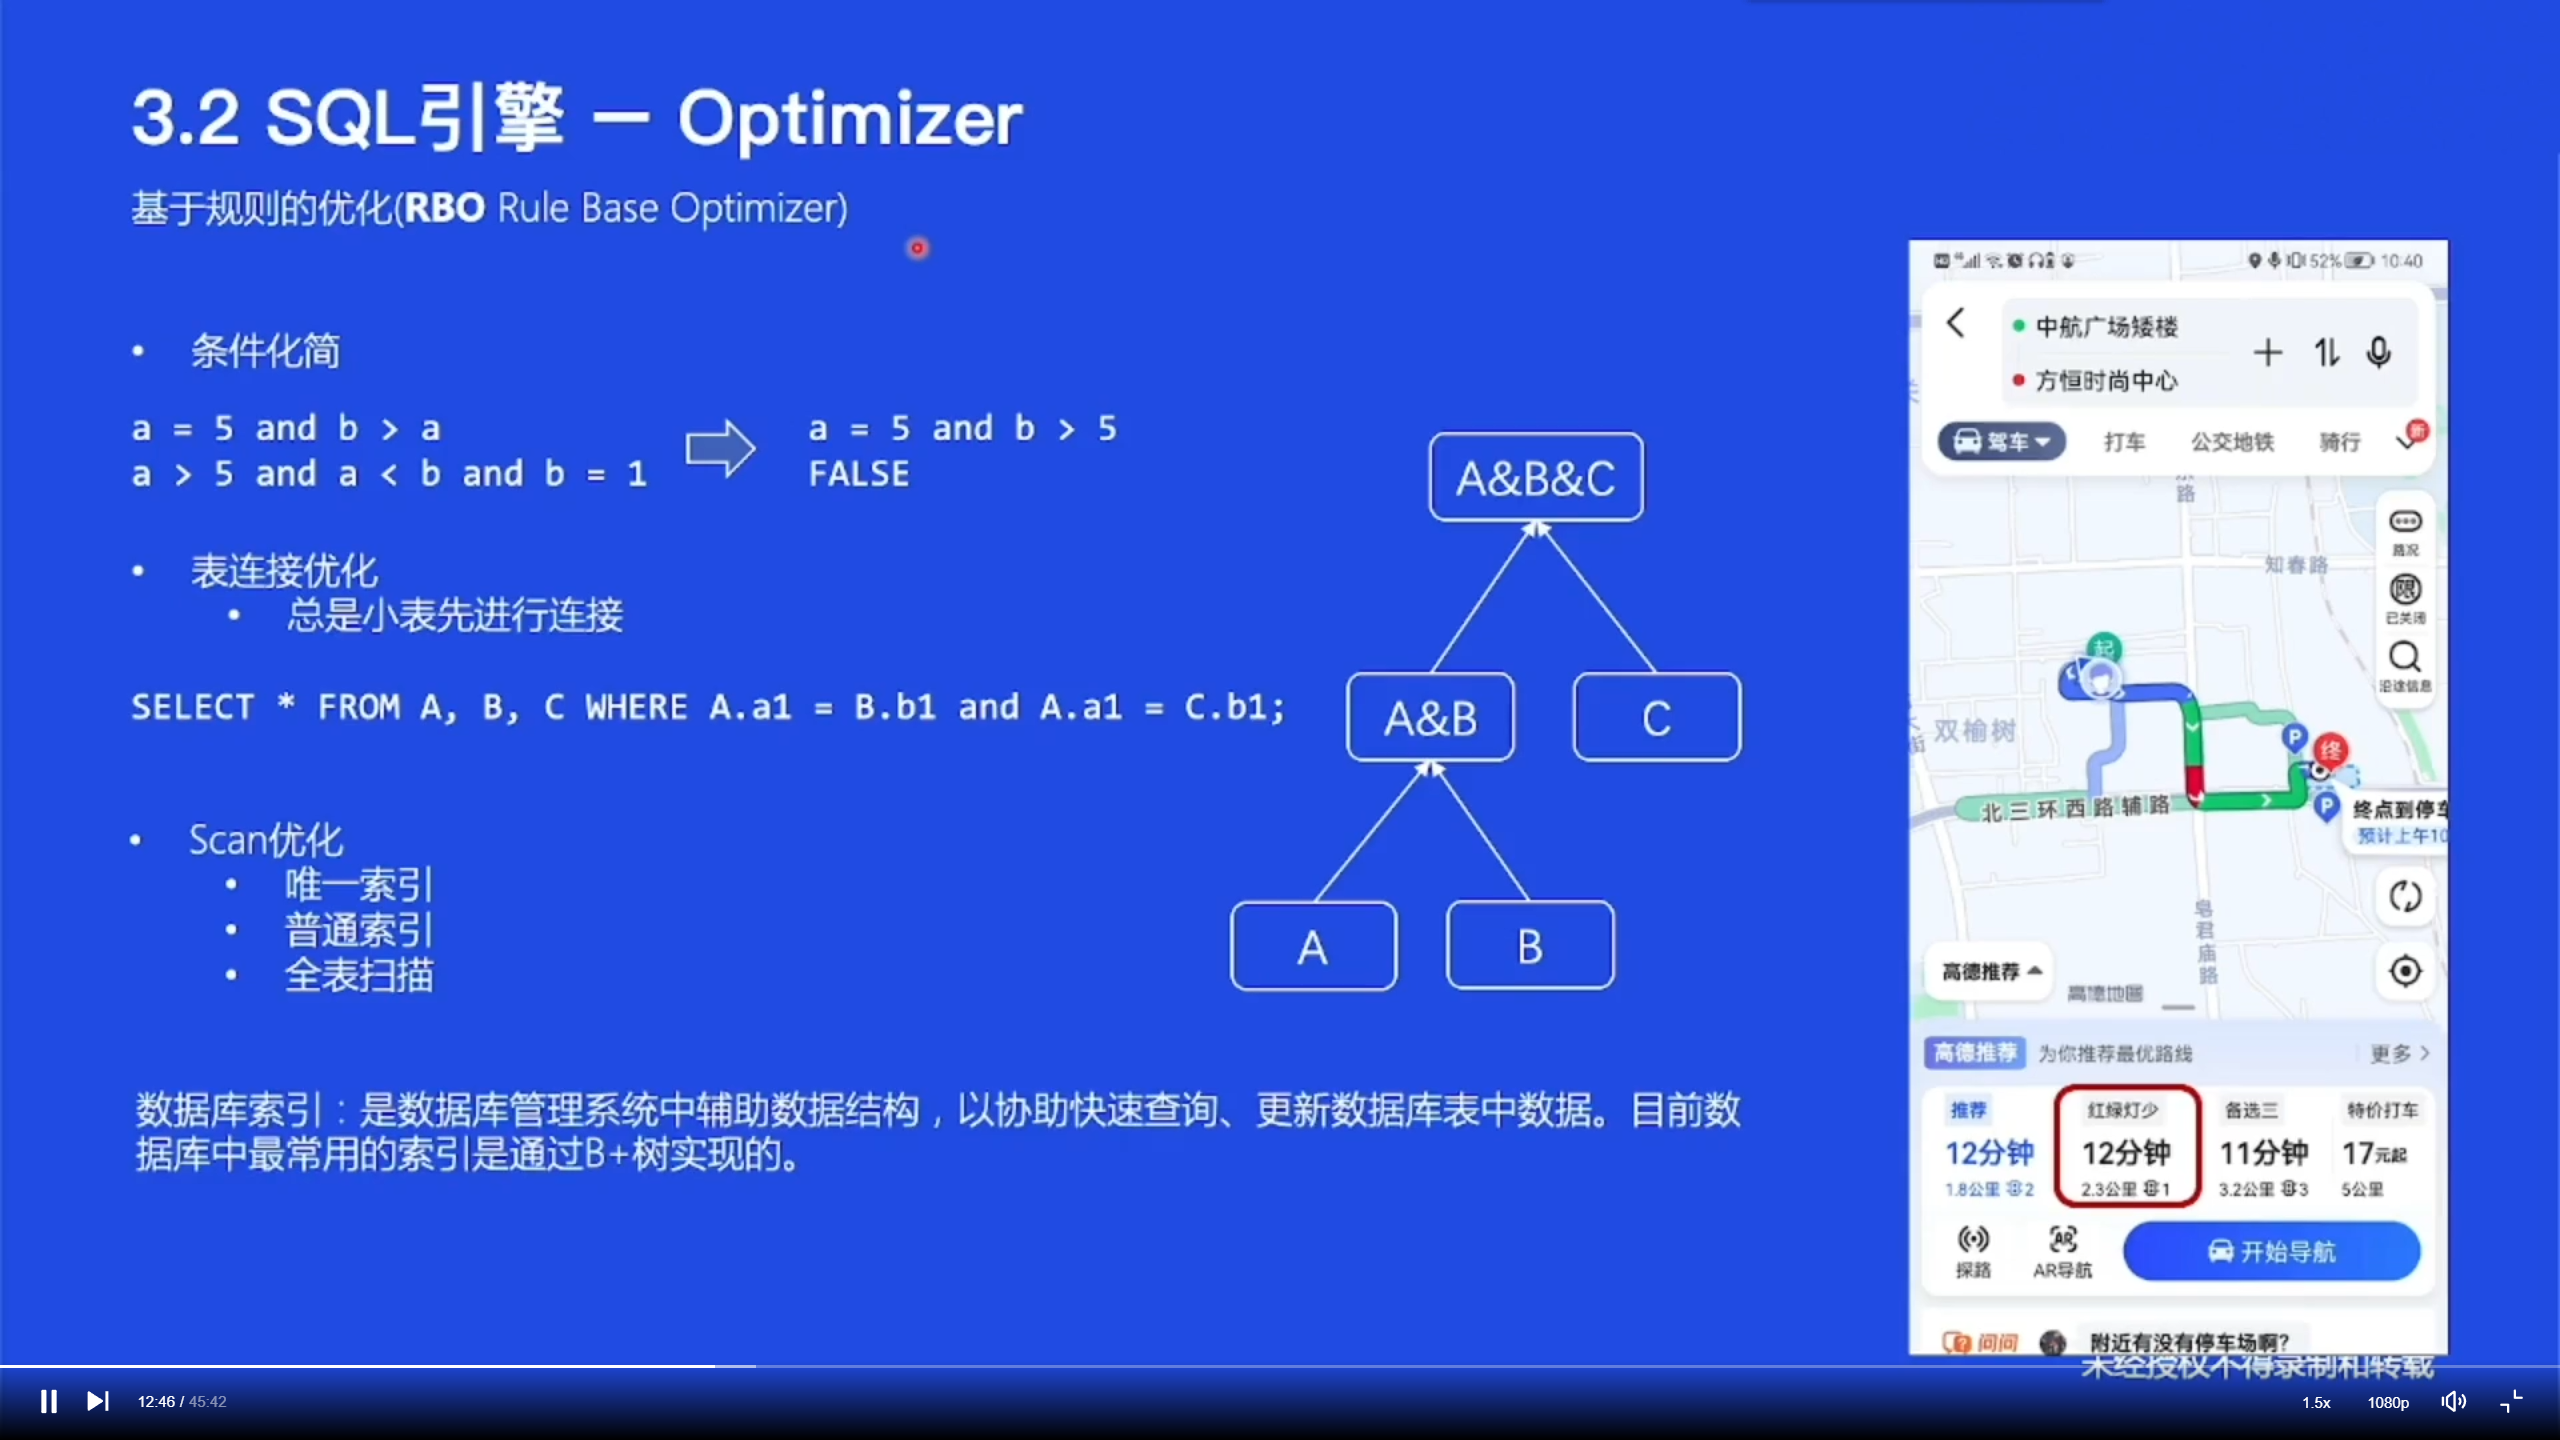 3.2 SQL引擎 — Optimizer
基于规则的优化(RBO Rule Base Optimizer)
• 条件化简
a = 5 and b > a
a > 5 and a < b and b = 1
a = 5 and b > 5
FALSE
• 表连接优化
• 总是小表先进行连接
SELECT * FROM A, B, C WHERE A.a1 = B.b1 and A.a1 = C.b1;
A&B&C
A&B
C
A
B
• Scan优化
• 唯一索引
• 普通索引
• 全表扫描
数据库索引：是数据库管理系统中辅助数据结构，以协助快速查询、更新数据库表中数据。目前数
据库中最常用的索引是通过B+树实现的。
52% 10:40
中航广场矮楼
方恒时尚中心
驾车 打车 公交地铁 骑行
新
路
知春路
路况
限
已关闭
沿途信息
起
双榆树
街
P
终
北三环西路辅路
P
终点到停车
预计上午10
皂君庙路
高德推荐
高德地图
高德推荐 为你推荐最优路线 更多 >
推荐 红绿灯少 备选三 特价打车
12分钟 12分钟 11分钟 17元起
1.8公里 2 2.3公里 1 3.2公里 3 5公里
AR
探路 AR导航 开始导航
问问 附近有没有停车场啊?
未经授权不得录制和转载
12:46 / 45:42 1.5x 1080p